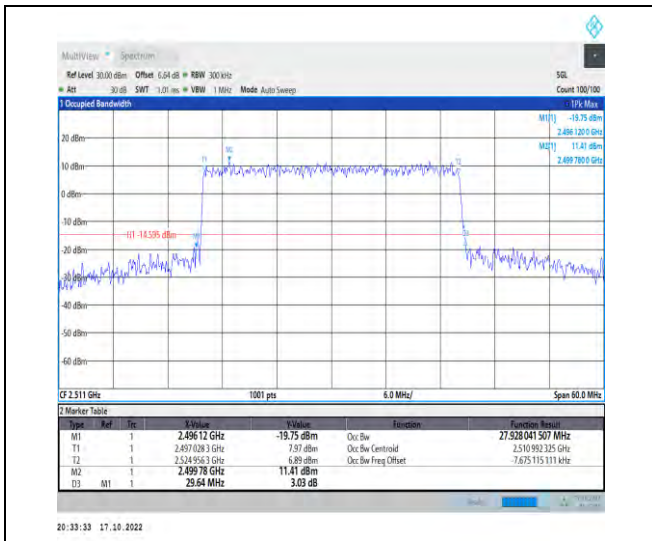 MultiView Spectrum
Ref Level 30.00 dBm Offset 6.64 dB RBW 300 kHz SGL
Att 30 dB SWT 1.01 ms VBW 1 MHz Mode Auto Sweep Count 100/100
1 Occupied Bandwidth 1Pk Max
M1[1] -19.75 dBm
2.496 120 0 GHz
M2[1] 11.41 dBm
2.499 780 0 GHz
20 dBm
T1
M2
10 dBm
0 dBm
-10 dBm
H1 -14.595 dBm
-20 dBm
-30 dBm
-40 dBm
-50 dBm
-60 dBm
CF 2.511 GHz 1001 pts 6.0 MHz/ Span 60.0 MHz
2 Marker Table
Type Ref Trc X-Value Y-Value Function Function Result
M1 1 2.49612 GHz -19.75 dBm Occ Bw 27.928 041 507 MHz
T1 1 2.497 028 3 GHz 7.97 dBm Occ Bw Centroid 2.510 992 325 GHz
T2 1 2.524 956 3 GHz 6.89 dBm Occ Bw Freq Offset -7.675 115 111 kHz
M2 1 2.499 78 GHz 11.41 dBm
D3 M1 1 29.64 MHz 3.03 dB
20:33:33 17.10.2022